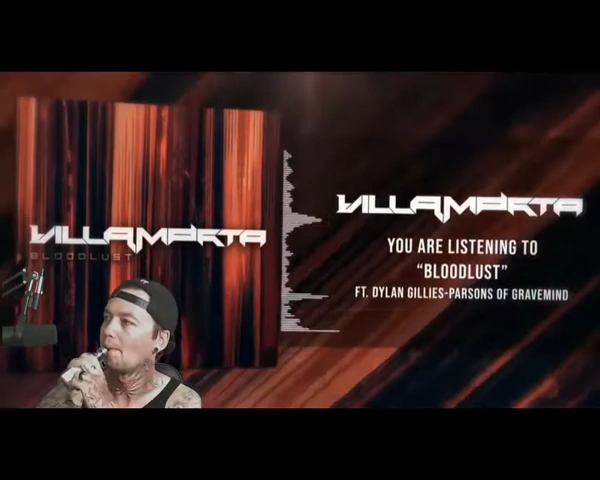 VILLAMORTA
BLOODLUST
VILLAMORTA
YOU ARE LISTENING TO
“BLOODLUST”
FT. DYLAN GILLIES-PARSONS OF GRAVEMIND